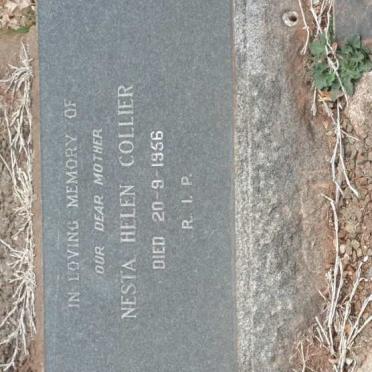 IN LOVING MEMORY OF
OUR DEAR MOTHER
NESTA HELEN COLLIER
DIED 20-9-1956
R. I. P.